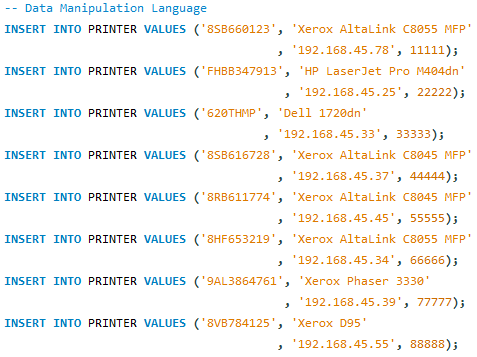 -- Data Manipulation Language
INSERT INTO PRINTER VALUES ('8SB660123', 'Xerox AltaLink C8055 MFP'
, '192.168.45.78', 11111);
INSERT INTO PRINTER VALUES ('FHBB347913', 'HP LaserJet Pro M404dn'
, '192.168.45.25', 22222);
INSERT INTO PRINTER VALUES ('620THMP', 'Dell 1720dn'
, '192.168.45.33', 33333);
INSERT INTO PRINTER VALUES ('8SB616728', 'Xerox AltaLink C8045 MFP'
, '192.168.45.37', 44444);
INSERT INTO PRINTER VALUES ('8RB611774', 'Xerox AltaLink C8045 MFP'
, '192.168.45.45', 55555);
INSERT INTO PRINTER VALUES ('8HF653219', 'Xerox AltaLink C8055 MFP'
, '192.168.45.34', 66666);
INSERT INTO PRINTER VALUES ('9AL3864761', 'Xerox Phaser 3330'
, '192.168.45.39', 77777);
INSERT INTO PRINTER VALUES ('8VB784125', 'Xerox D95'
, '192.168.45.55', 88888);